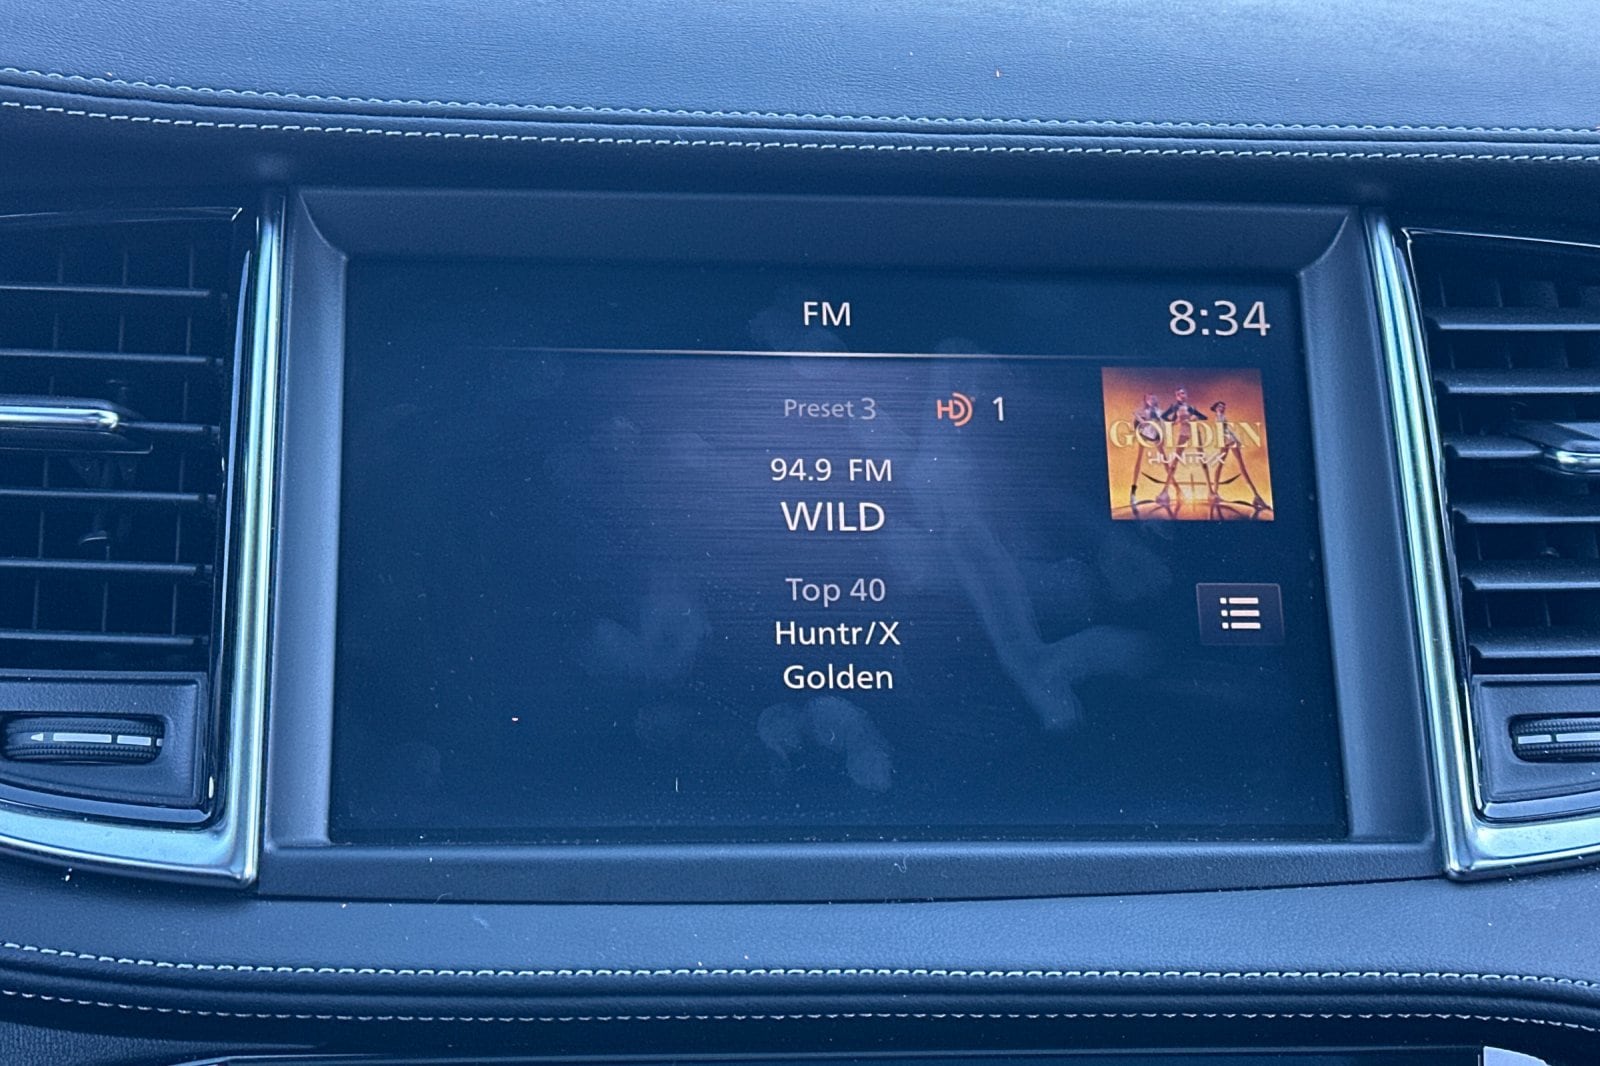 FM
8:34
Preset 3
HD 1
94.9 FM
WILD
Top 40
Huntr/X
Golden
GOLDEN
HUNTR/X